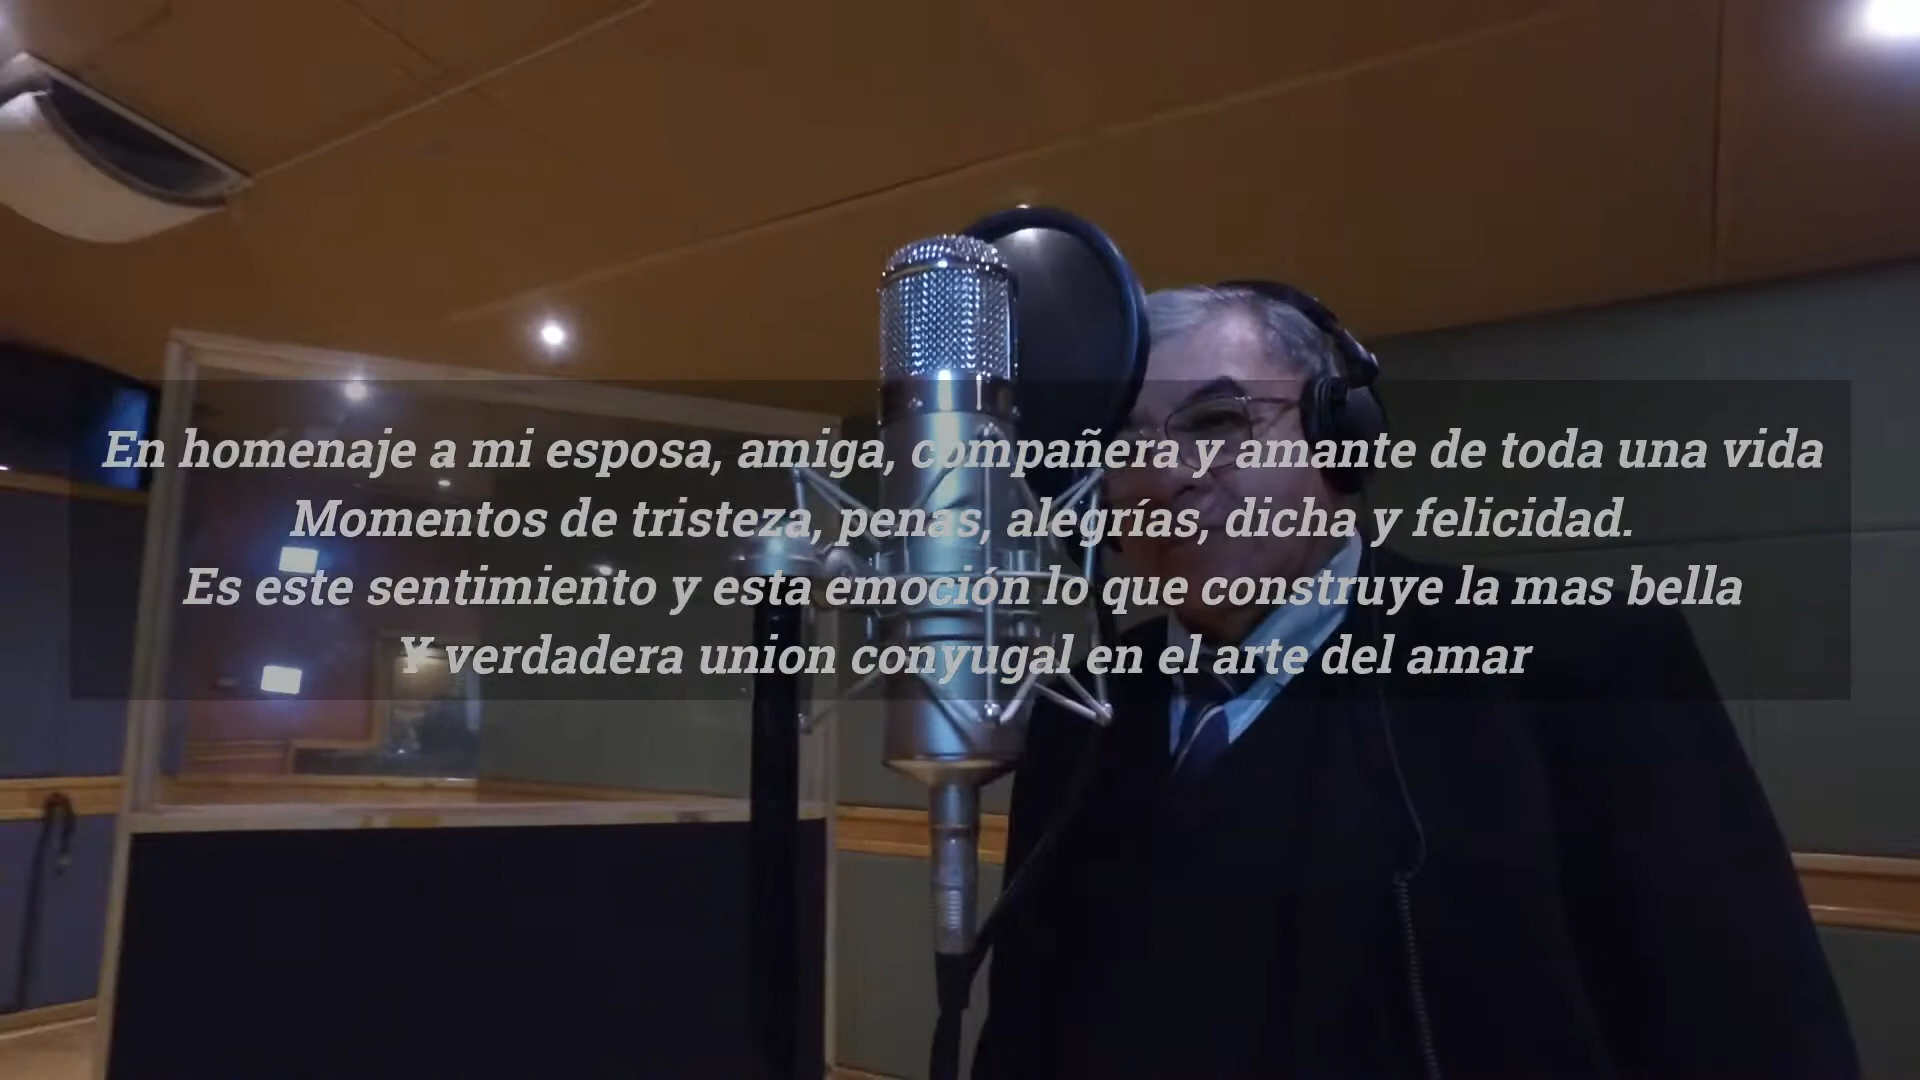 En homenaje a mi esposa, amiga, compañera y amante de toda una vida
Momentos de tristeza, penas, alegrías, dicha y felicidad.
Es este sentimiento y esta emoción lo que construye la mas bella
¥ verdadera union conyugal en el arte del amar